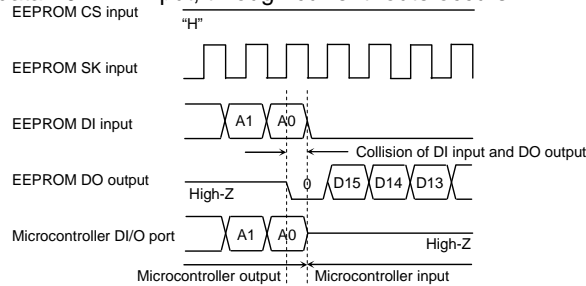 EEPROM CS input
"H"
EEPROM SK input
EEPROM DI input
A1
A0
Collision of DI input and DO output
EEPROM DO output
High-Z
0
D15
D14
D13
Microcontroller DI/O port
A1
A0
High-Z
Microcontroller output
Microcontroller input